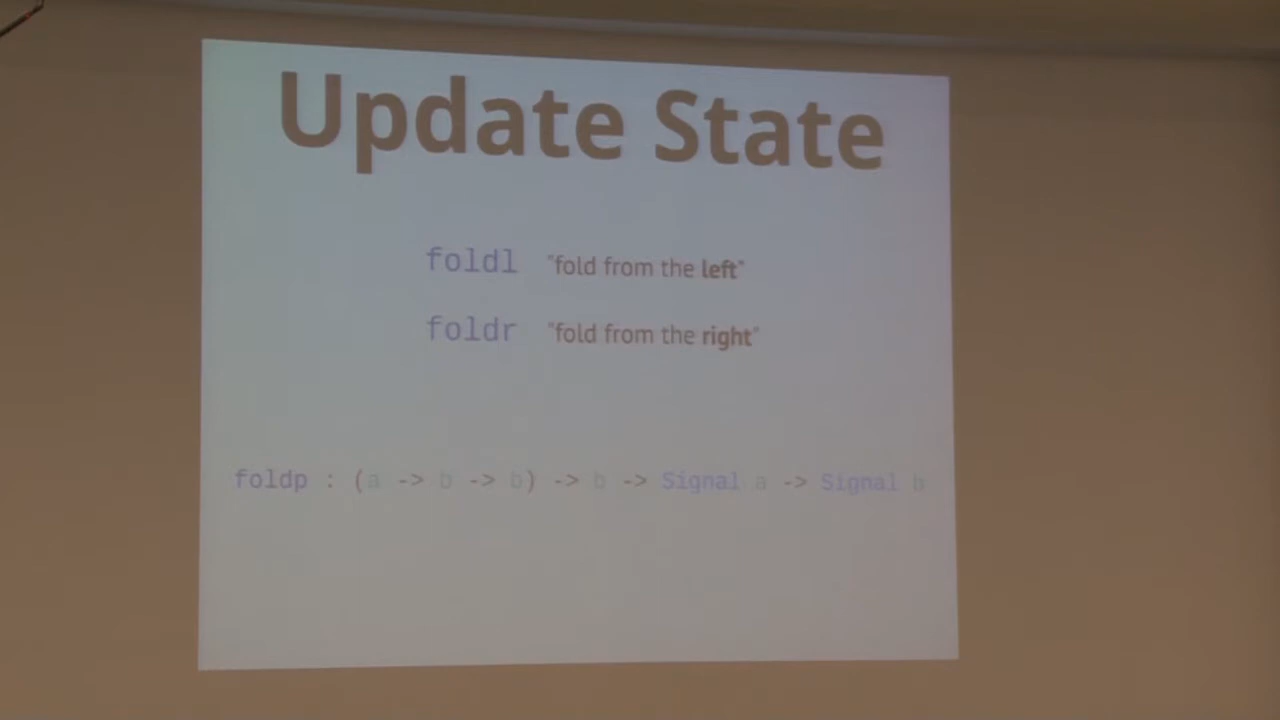 Update State
foldl "fold from the left"
foldr "fold from the right"
foldp : (a -> b -> b) -> b -> Signal a -> Signal b